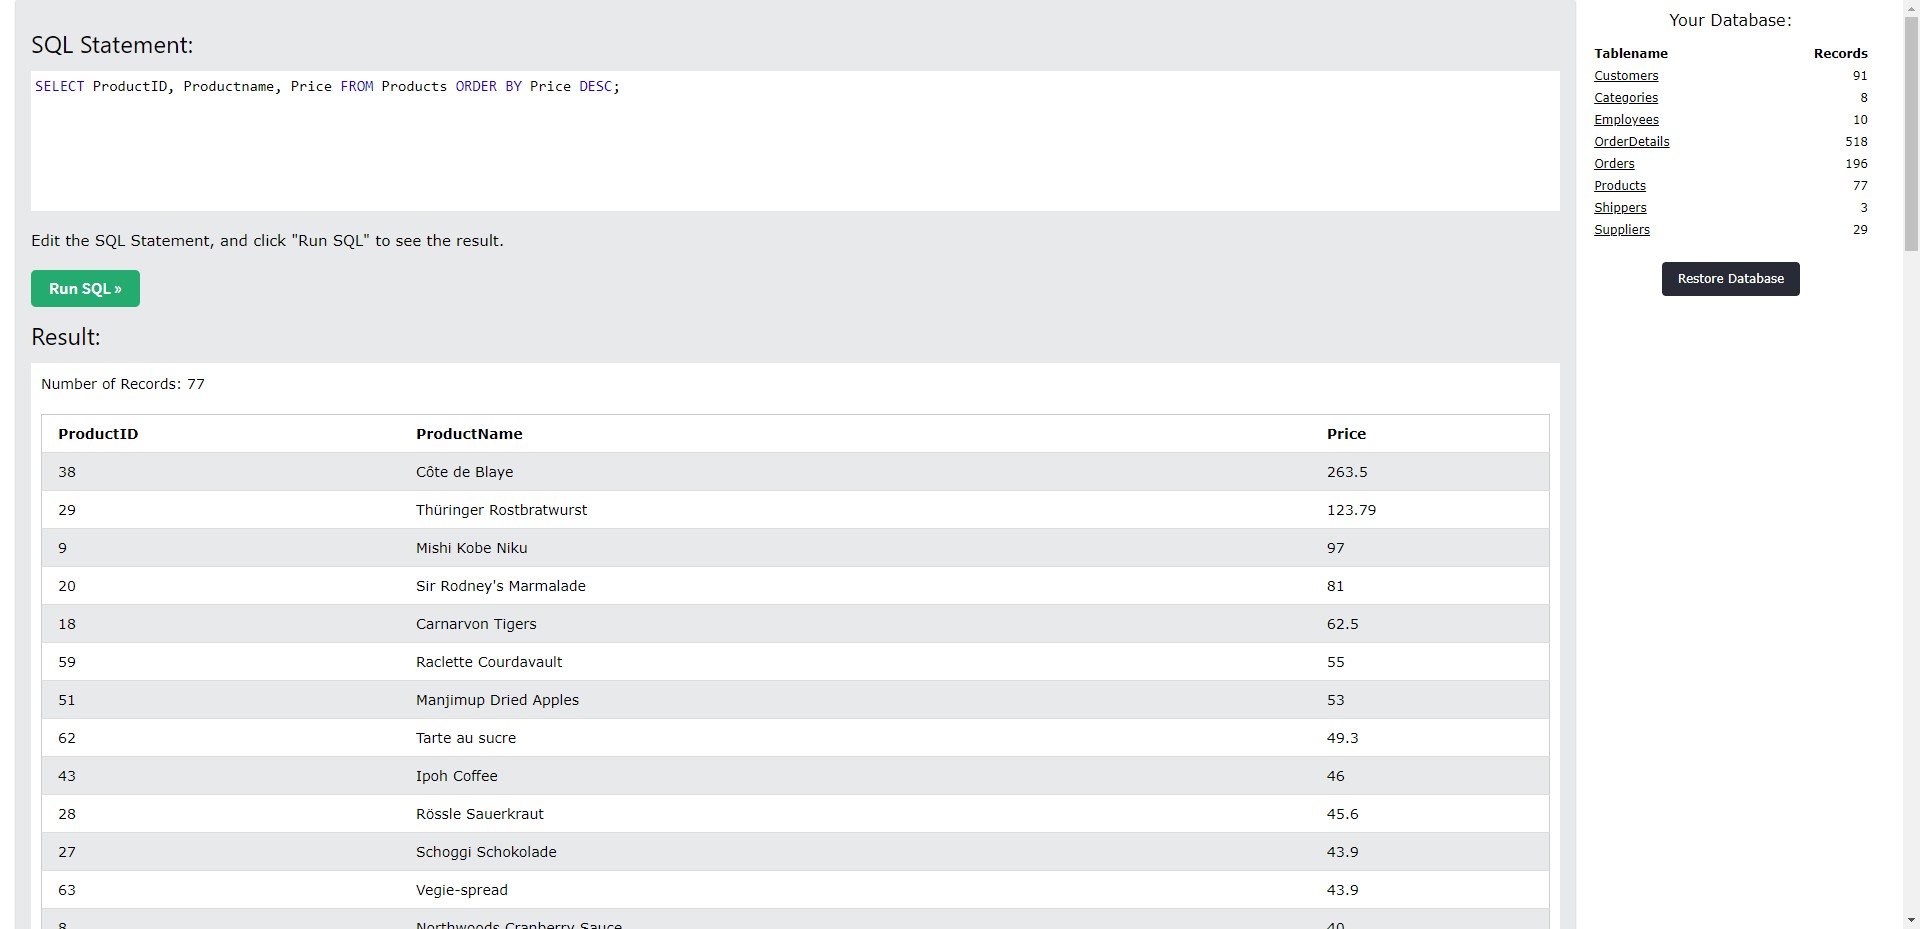 SQL Statement:
SELECT ProductID, Productname, Price FROM Products ORDER BY Price DESC;
Edit the SQL Statement, and click "Run SQL" to see the result.
Run SQL »
Result:
Number of Records: 77
ProductID ProductName Price
38 Côte de Blaye 263.5
29 Thüringer Rostbratwurst 123.79
9 Mishi Kobe Niku 97
20 Sir Rodney's Marmalade 81
18 Carnarvon Tigers 62.5
59 Raclette Courdavault 55
51 Manjimup Dried Apples 53
62 Tarte au sucre 49.3
43 Ipoh Coffee 46
28 Rössle Sauerkraut 45.6
27 Schoggi Schokolade 43.9
63 Vegie-spread 43.9
8 Northwoods Cranberry Sauce 40
Your Database:
Tablename Records
Customers 91
Categories 8
Employees 10
OrderDetails 518
Orders 196
Products 77
Shippers 3
Suppliers 29
Restore Database